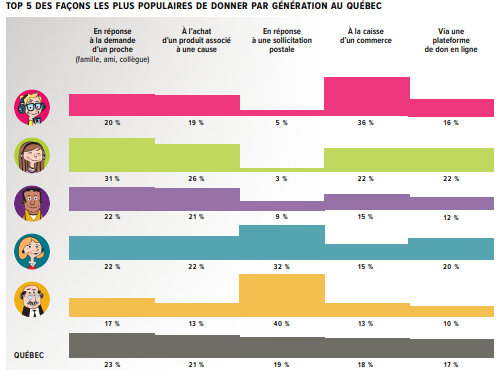 TOP 5 DES FAÇONS LES PLUS POPULAIRES DE DONNER PAR GÉNÉRATION AU QUÉBEC
En réponse
à la demande
d'un proche
(famille, ami, collègue)
À l'achat
d'un produit associé
à une cause
En réponse
à une sollicitation
postale
À la caisse
d'un commerce
Via une
plateforme
de don en ligne
20 % 19 % 5 % 36 % 16 %
31 % 26 % 3 % 22 % 22 %
22 % 21 % 9 % 15 % 12 %
22 % 22 % 32 % 15 % 20 %
17 % 13 % 40 % 13 % 10 %
QUÉBEC
23 % 21 % 19 % 18 % 17 %